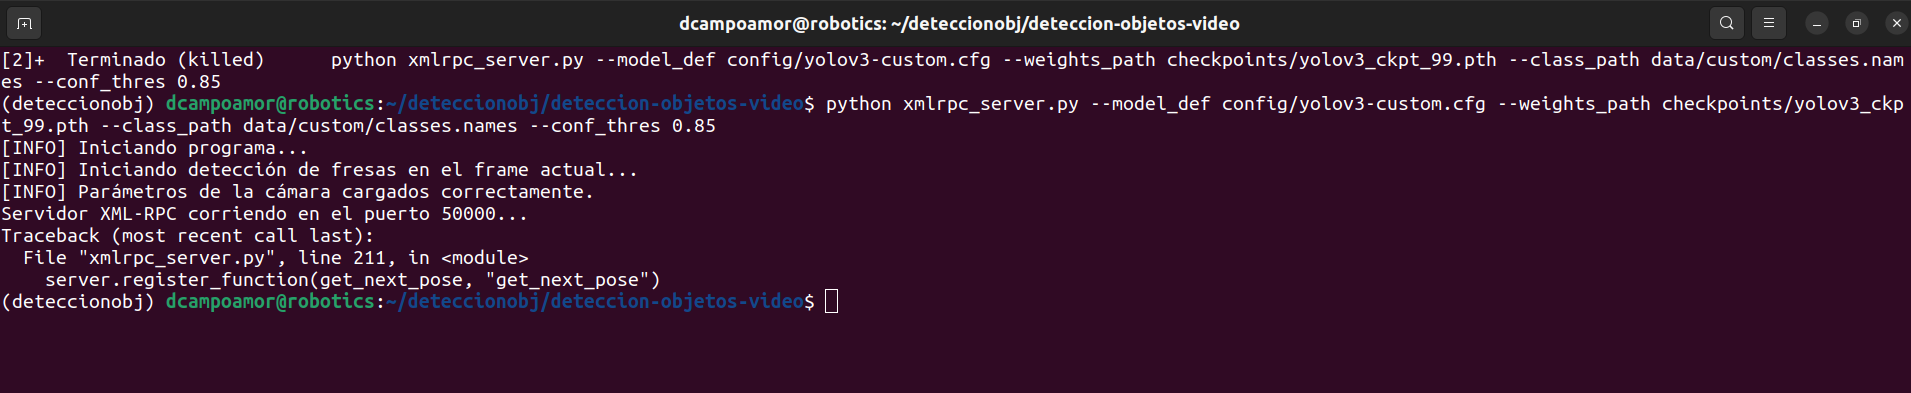 dcampoamor@robotics: ~/deteccionobj/deteccion-objetos-video
[2]+  Terminado (killed)      python xmlrpc_server.py --model_def config/yolov3-custom.cfg --weights_path checkpoints/yolov3_ckpt_99.pth --class_path data/custom/classes.nam
es --conf_thres 0.85
(deteccionobj) dcampoamor@robotics:~/deteccionobj/deteccion-objetos-video$ python xmlrpc_server.py --model_def config/yolov3-custom.cfg --weights_path checkpoints/yolov3_ckp
t_99.pth --class_path data/custom/classes.names --conf_thres 0.85
[INFO] Iniciando programa...
[INFO] Iniciando detección de fresas en el frame actual...
[INFO] Parámetros de la cámara cargados correctamente.
Servidor XML-RPC corriendo en el puerto 50000...
Traceback (most recent call last):
  File "xmlrpc_server.py", line 211, in <module>
    server.register_function(get_next_pose, "get_next_pose")
(deteccionobj) dcampoamor@robotics:~/deteccionobj/deteccion-objetos-video$